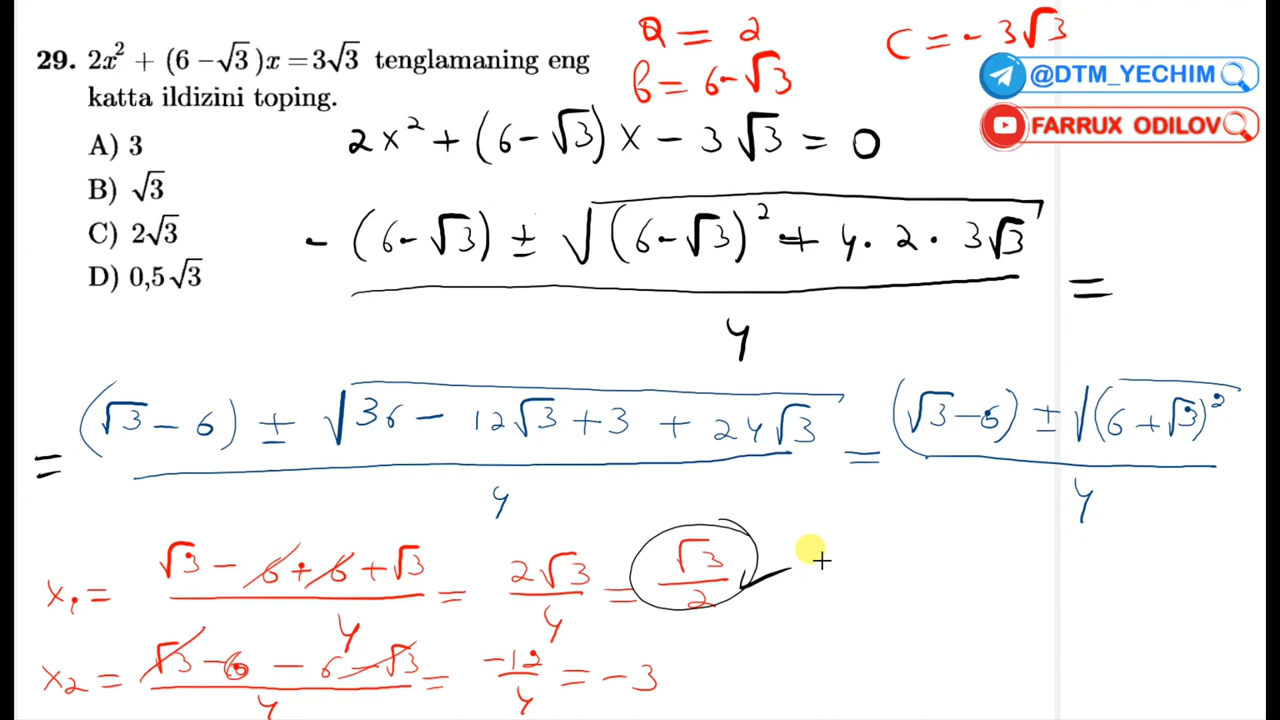 29. 2x² + (6 − √3)x = 3√3 tenglamaning eng
katta ildizini toping.
A) 3
B) √3
C) 2√3
D) 0,5√3
a = 2
b = 6 - √3
c = - 3√3
@DTM_YECHIM
FARRUX ODILOV
2x² + (6 - √3)x - 3√3 = 0
(-(6 - √3) ± √((6 - √3)² + 4 · 2 · 3√3)) / 4 =
= ((√3 - 6) ± √(36 - 12√3 + 3 + 24√3)) / 4 = ((√3 - 6) ± √((6 + √3)²)) / 4
x₁ = (√3 - 6 + 6 + √3) / 4 = 2√3 / 4 = √3 / 2
x₂ = (√3 - 6 - 6 - √3) / 4 = -12 / 4 = -3